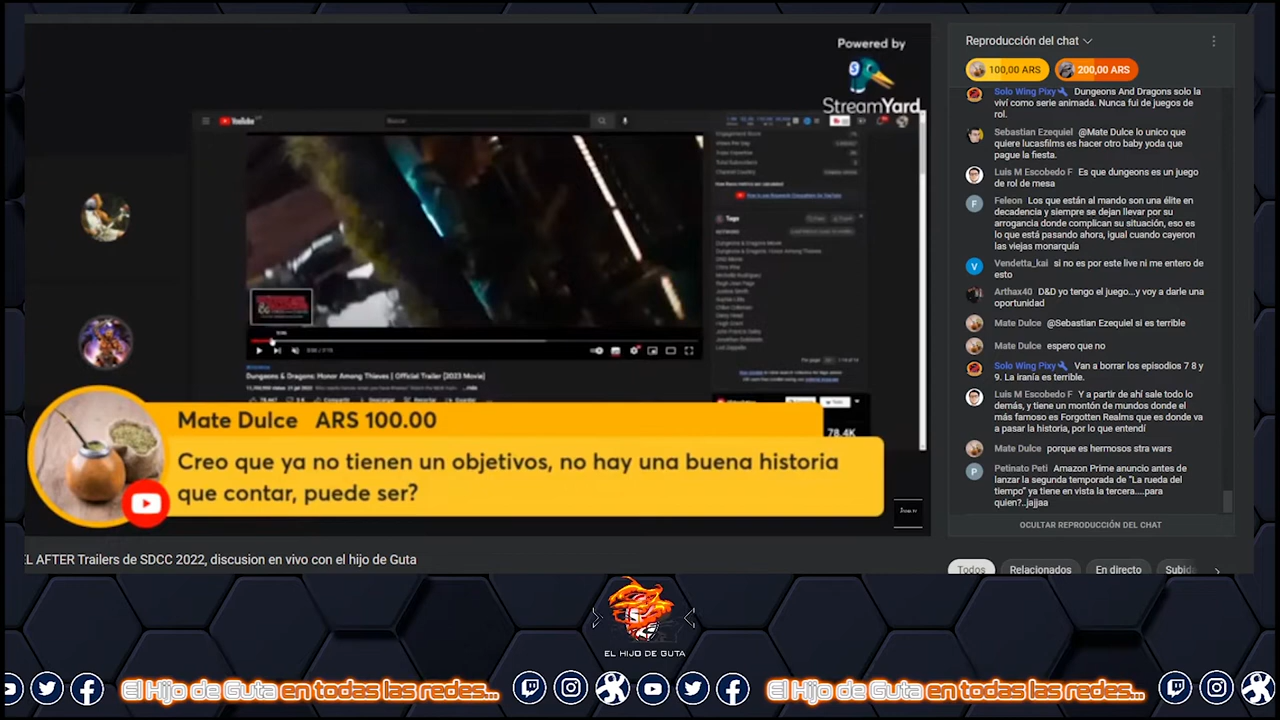 Powered by
StreamYard
YouTube
Buscar
Tags
Dungeons & Dragons: Honor Among Thieves | Official Trailer [2023 Movie]
78.4K
Mate Dulce ARS 100.00
Creo que ya no tienen un objetivos, no hay una buena historia
que contar, puede ser?
EL AFTER Trailers de SDCC 2022, discusion en vivo con el hijo de Guta
Reproducción del chat
100,00 ARS
200,00 ARS
Solo Wing Pixy Dungeons And Dragons solo la
viví como serie animada. Nunca fui de juegos de
rol.
Sebastian Ezequiel @Mate Dulce lo unico que
quiere lucasfilms es hacer otro baby yoda que
pague la fiesta.
Luis M Escobedo F Es que dungeons es un juego
de rol de mesa
Feleon Los que están al mando son una élite en
decadencia y siempre se dejan llevar por su
arrogancia donde complican su situación, eso es
lo que está pasando ahora, igual cuando cayeron
las viejas monarquía
Vendetta_kai si no es por este live ni me entero de
esto
Arthax40 D&D yo tengo el juego...y voy a darle una
oportunidad
Mate Dulce @Sebastian Ezequiel si es terrible
Mate Dulce espero que no
Solo Wing Pixy Van a borrar los episodios 7 8 y
9. La iranía es terrible.
Luis M Escobedo F Y a partir de ahí sale todo lo
demás, y tiene un montón de mundos donde el
más famoso es Forgotten Realms que es donde va
a pasar la historia, por lo que entendí
Mate Dulce porque es hermosos stra wars
Petinato Peti Amazon Prime anuncio antes de
lanzar la segunda temporada de "La rueda del
tiempo" ya tiene en vista la tercera....para
quien?..jajjaa
OCULTAR REPRODUCCIÓN DEL CHAT
Todos
Relacionados
En directo
Subid
EL HIJO DE GUTA
El Hijo de Guta en todas las redes...
El Hijo de Guta en todas las redes...